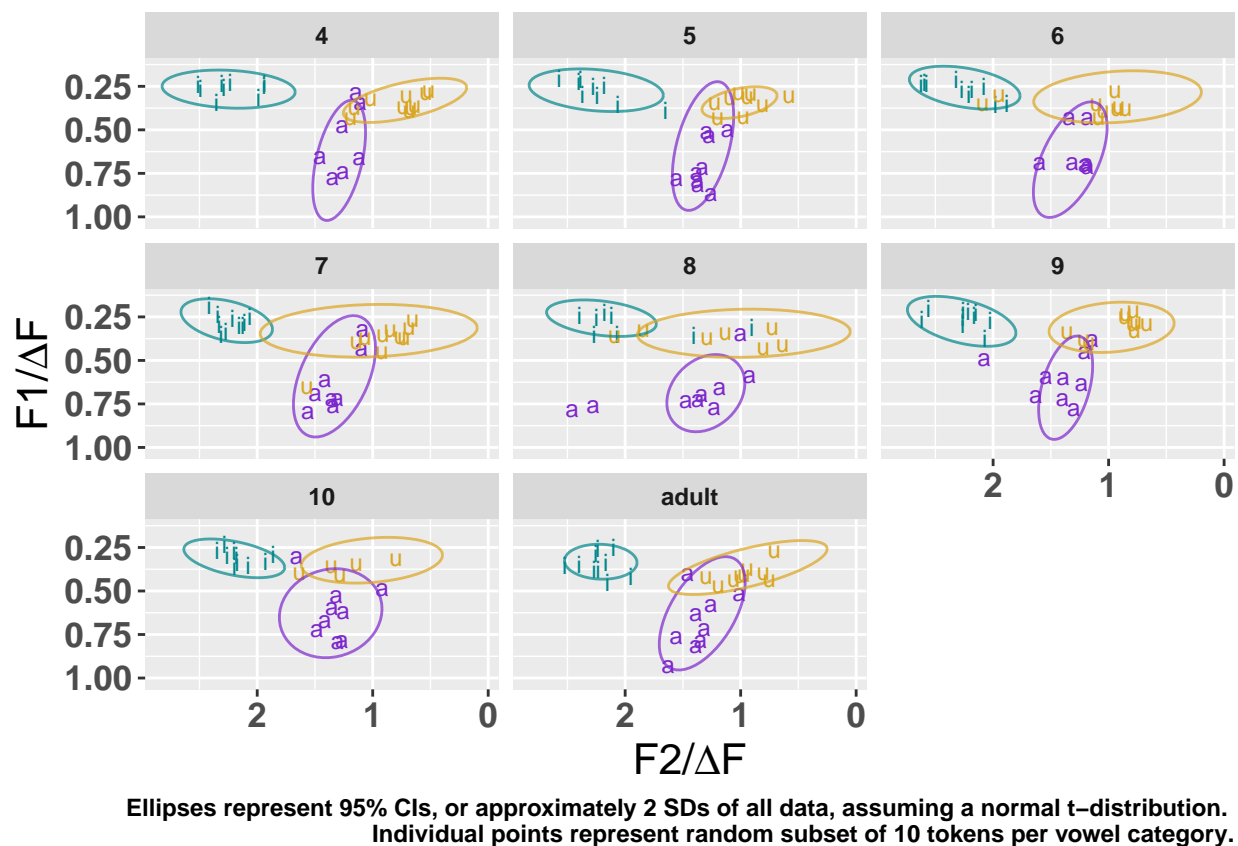 4 5 6
0.25
0.50
0.75
1.00
7 8 9
0.25
0.50
0.75
1.00
2 1 0
10 adult
0.25
0.50
0.75
1.00
2 1 0 2 1 0
F1/ΔF
F2/ΔF
Ellipses represent 95% CIs, or approximately 2 SDs of all data, assuming a normal t−distribution.
Individual points represent random subset of 10 tokens per vowel category.